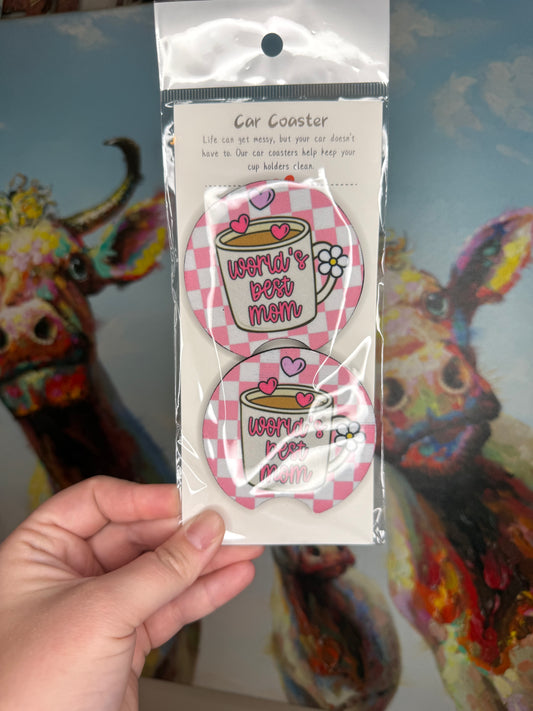 Car Coaster
Life can get messy, but your car doesn't
have to. Our car coasters help keep your
cup holders clean.
world's
best
mom
world's
best
mom